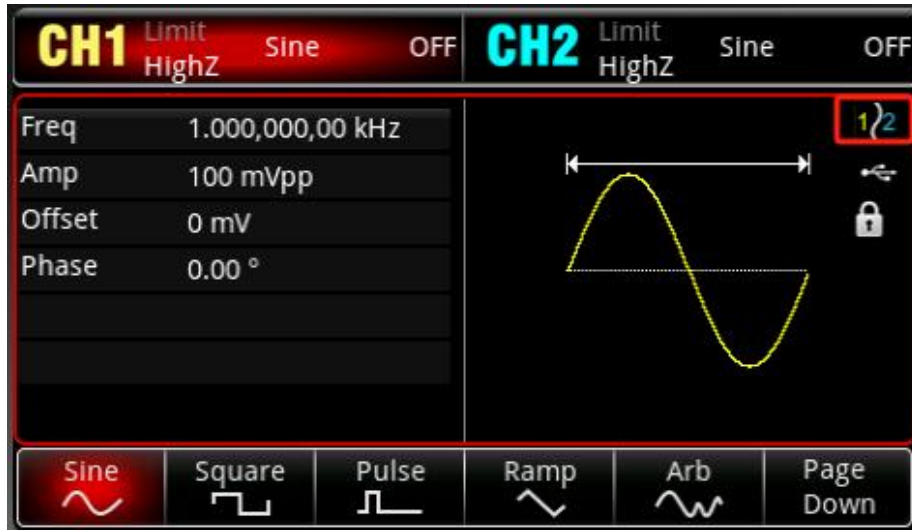 CH1 Limit HighZ Sine OFF
CH2 Limit HighZ Sine OFF
Freq 1.000,000,00 kHz
Amp 100 mVpp
Offset 0 mV
Phase 0.00 °
1 2
Sine
Square
Pulse
Ramp
Arb
Page Down